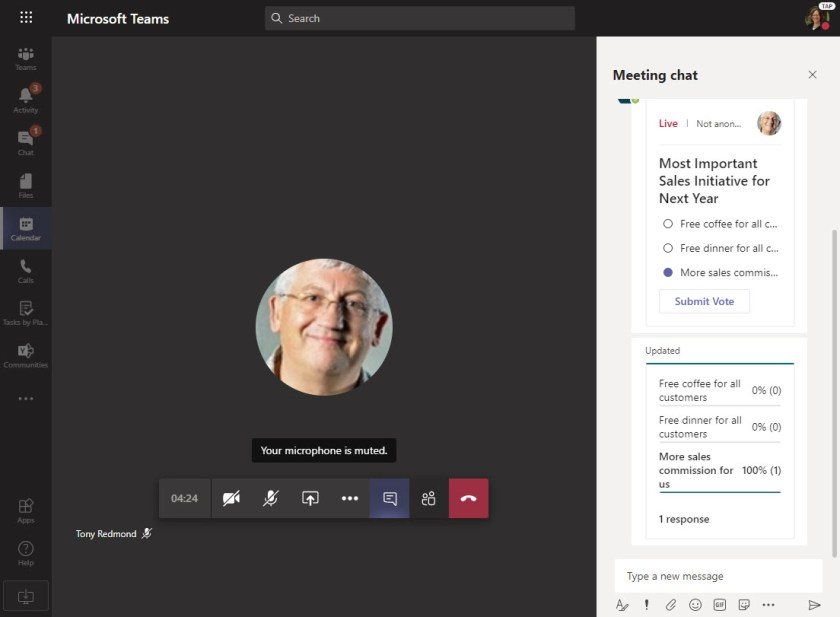 Microsoft Teams
Search
TAP
Teams
3
Activity
1
Chat
Files
Calendar
Calls
Tasks by Pla...
Communities
Apps
Help
Your microphone is muted.
04:24
Tony Redmond
Meeting chat
Live | Not anon...
Most Important
Sales Initiative for
Next Year
Free coffee for all c...
Free dinner for all c...
More sales commis...
Submit Vote
Updated
Free coffee for all
customers 0% (0)
Free dinner for all
customers 0% (0)
More sales
commission for 100% (1)
us
1 response
Type a new message
GIF